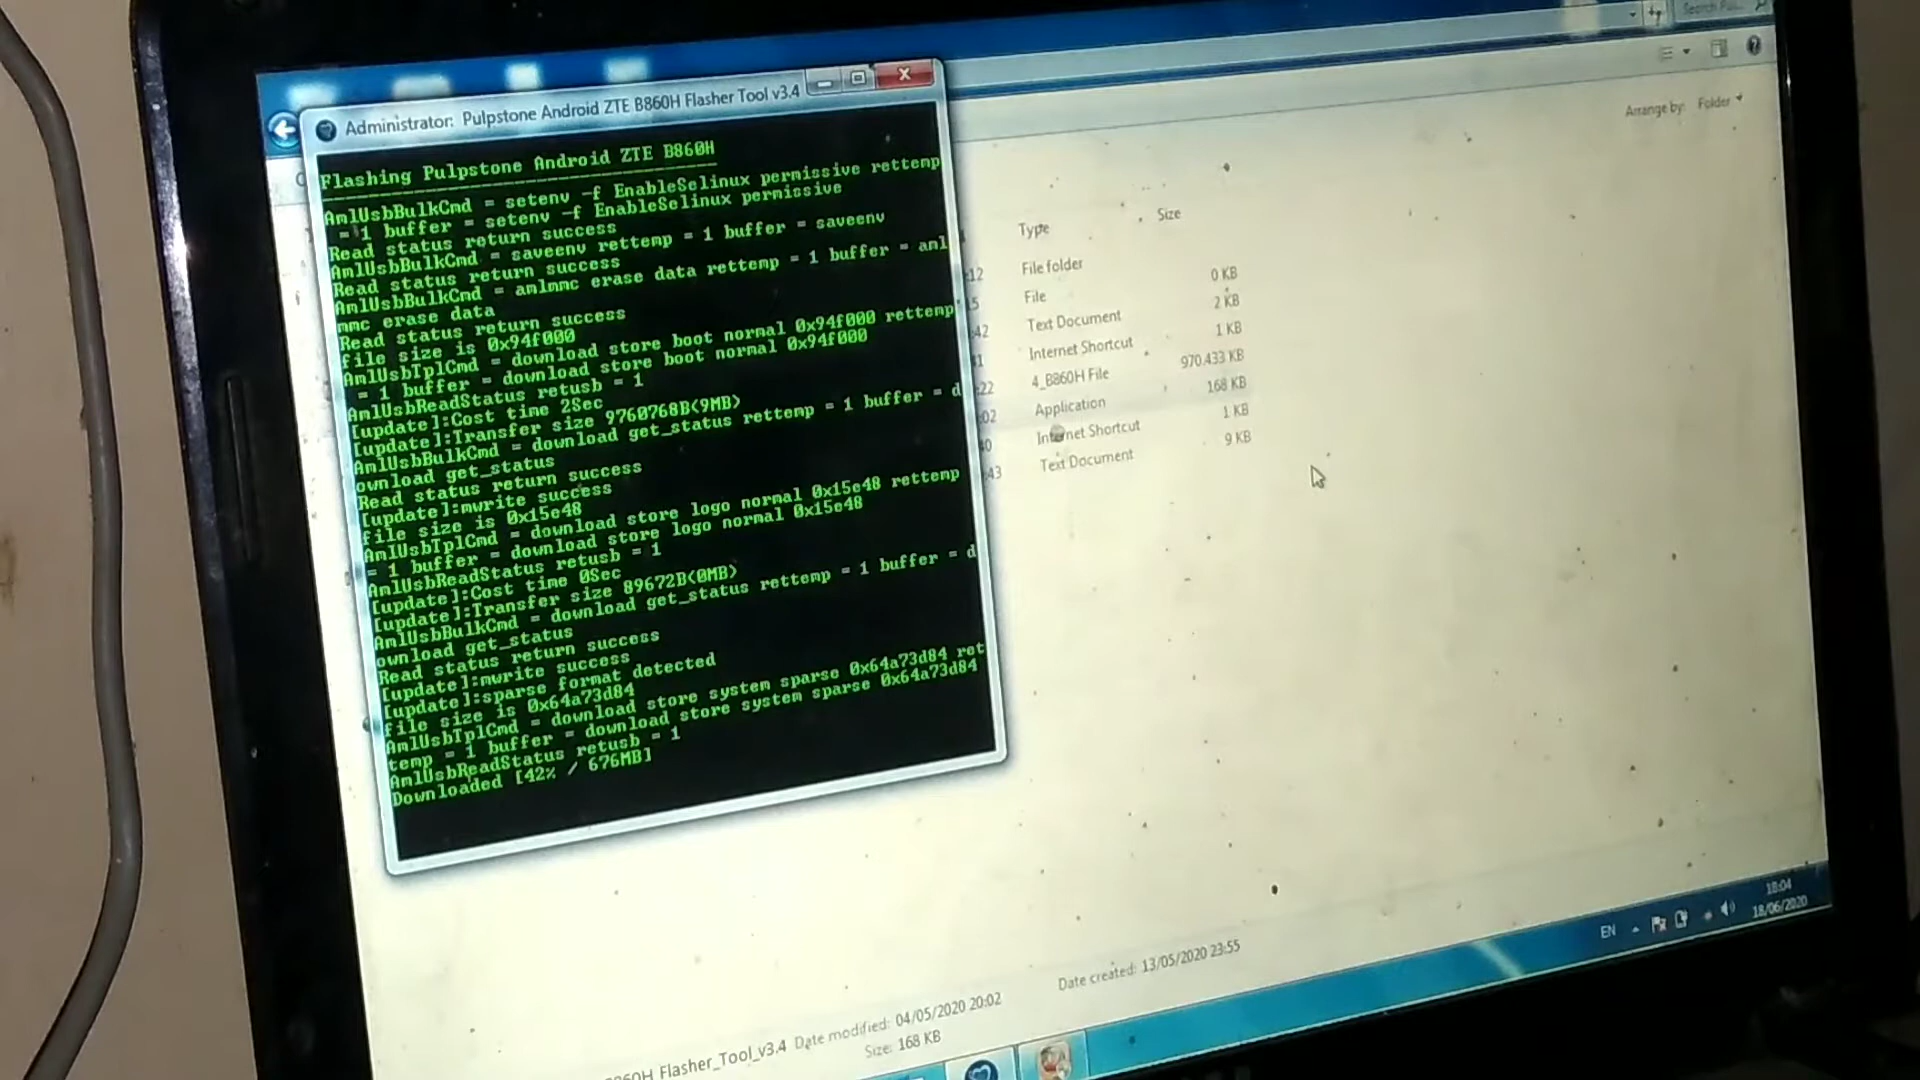 Administrator: Pulpstone Android ZTE B860H Flasher Tool v3.4
Flashing Pulpstone Android ZTE B860H
AmlUsbBulkCmd = setenv -f EnableSelinux permissive rettemp
= 1 buffer = setenv -f EnableSelinux permissive
Read status return success
AmlUsbBulkCmd = saveenv rettemp = 1 buffer = saveenv
Read status return success
AmlUsbBulkCmd = amlmmc erase data rettemp = 1 buffer = aml
mmc erase data
Read status return success
file size is 0x94f000
AmlUsbTplCmd = download store boot normal 0x94f000 rettemp
= 1 buffer = download store boot normal 0x94f000
AmlUsbReadStatus retusb = 1
[update]:Cost time 2Sec
[update]:Transfer size 9760768B(9MB)
AmlUsbBulkCmd = download get_status rettemp = 1 buffer = d
ownload get_status
Read status return success
[update]:mwrite success
file size is 0x15e48
AmlUsbTplCmd = download store logo normal 0x15e48 rettemp
= 1 buffer = download store logo normal 0x15e48
AmlUsbReadStatus retusb = 1
[update]:Cost time 0Sec
[update]:Transfer size 89672B(0MB)
AmlUsbBulkCmd = download get_status rettemp = 1 buffer = d
ownload get_status
Read status return success
[update]:mwrite success
[update]:sparse format detected
file size is 0x64a73d84
AmlUsbTplCmd = download store system sparse 0x64a73d84 ret
temp = 1 buffer = download store system sparse 0x64a73d84
AmlUsbReadStatus retusb = 1
Downloaded [42% / 676MB]
Search
Arrange by: Folder
Type Size
:12 File folder
File 0 KB
:42 Text Document 2 KB
Internet Shortcut 1 KB
:22 4_B860H File 970,433 KB
:02 Application 168 KB
Internet Shortcut 1 KB
:43 Text Document 9 KB
Flasher_Tool_v3.4 Date modified: 04/05/2020 20:02 Date created: 13/05/2020 23:55
Size: 168 KB
EN
18:04
18/06/2020